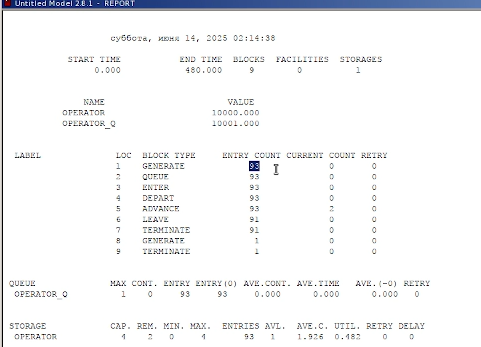 Untitled Model 2.8.1 - REPORT
суббота, июня 14, 2025 02:14:38
START TIME END TIME BLOCKS FACILITIES STORAGES
0.000 480.000 9 0 1
NAME VALUE
OPERATOR 10000.000
OPERATOR_Q 10001.000
LABEL LOC BLOCK TYPE ENTRY COUNT CURRENT COUNT RETRY
1 GENERATE 93 0 0
2 QUEUE 93 0 0
3 ENTER 93 0 0
4 DEPART 93 0 0
5 ADVANCE 93 2 0
6 LEAVE 91 0 0
7 TERMINATE 91 0 0
8 GENERATE 1 0 0
9 TERMINATE 1 0 0
QUEUE MAX CONT. ENTRY ENTRY(0) AVE.CONT. AVE.TIME AVE.(-0) RETRY
OPERATOR_Q 1 0 93 93 0.000 0.000 0.000 0
STORAGE CAP. REM. MIN. MAX. ENTRIES AVL. AVE.C. UTIL. RETRY DELAY
OPERATOR 4 2 0 4 93 1 1.926 0.482 0 0